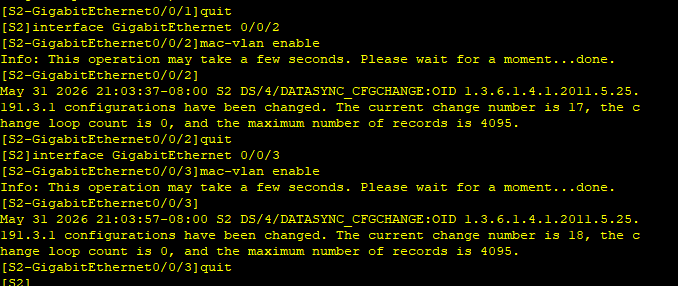 [S2-GigabitEthernet0/0/1]quit
[S2]interface GigabitEthernet 0/0/2
[S2-GigabitEthernet0/0/2]mac-vlan enable
Info: This operation may take a few seconds. Please wait for a moment...done.
[S2-GigabitEthernet0/0/2]
May 31 2026 21:03:37-08:00 S2 DS/4/DATASYNC_CFGCHANGE:OID 1.3.6.1.4.1.2011.5.25.
191.3.1 configurations have been changed. The current change number is 17, the c
hange loop count is 0, and the maximum number of records is 4095.
[S2-GigabitEthernet0/0/2]quit
[S2]interface GigabitEthernet 0/0/3
[S2-GigabitEthernet0/0/3]mac-vlan enable
Info: This operation may take a few seconds. Please wait for a moment...done.
[S2-GigabitEthernet0/0/3]
May 31 2026 21:03:57-08:00 S2 DS/4/DATASYNC_CFGCHANGE:OID 1.3.6.1.4.1.2011.5.25.
191.3.1 configurations have been changed. The current change number is 18, the c
hange loop count is 0, and the maximum number of records is 4095.
[S2-GigabitEthernet0/0/3]quit
[S2]